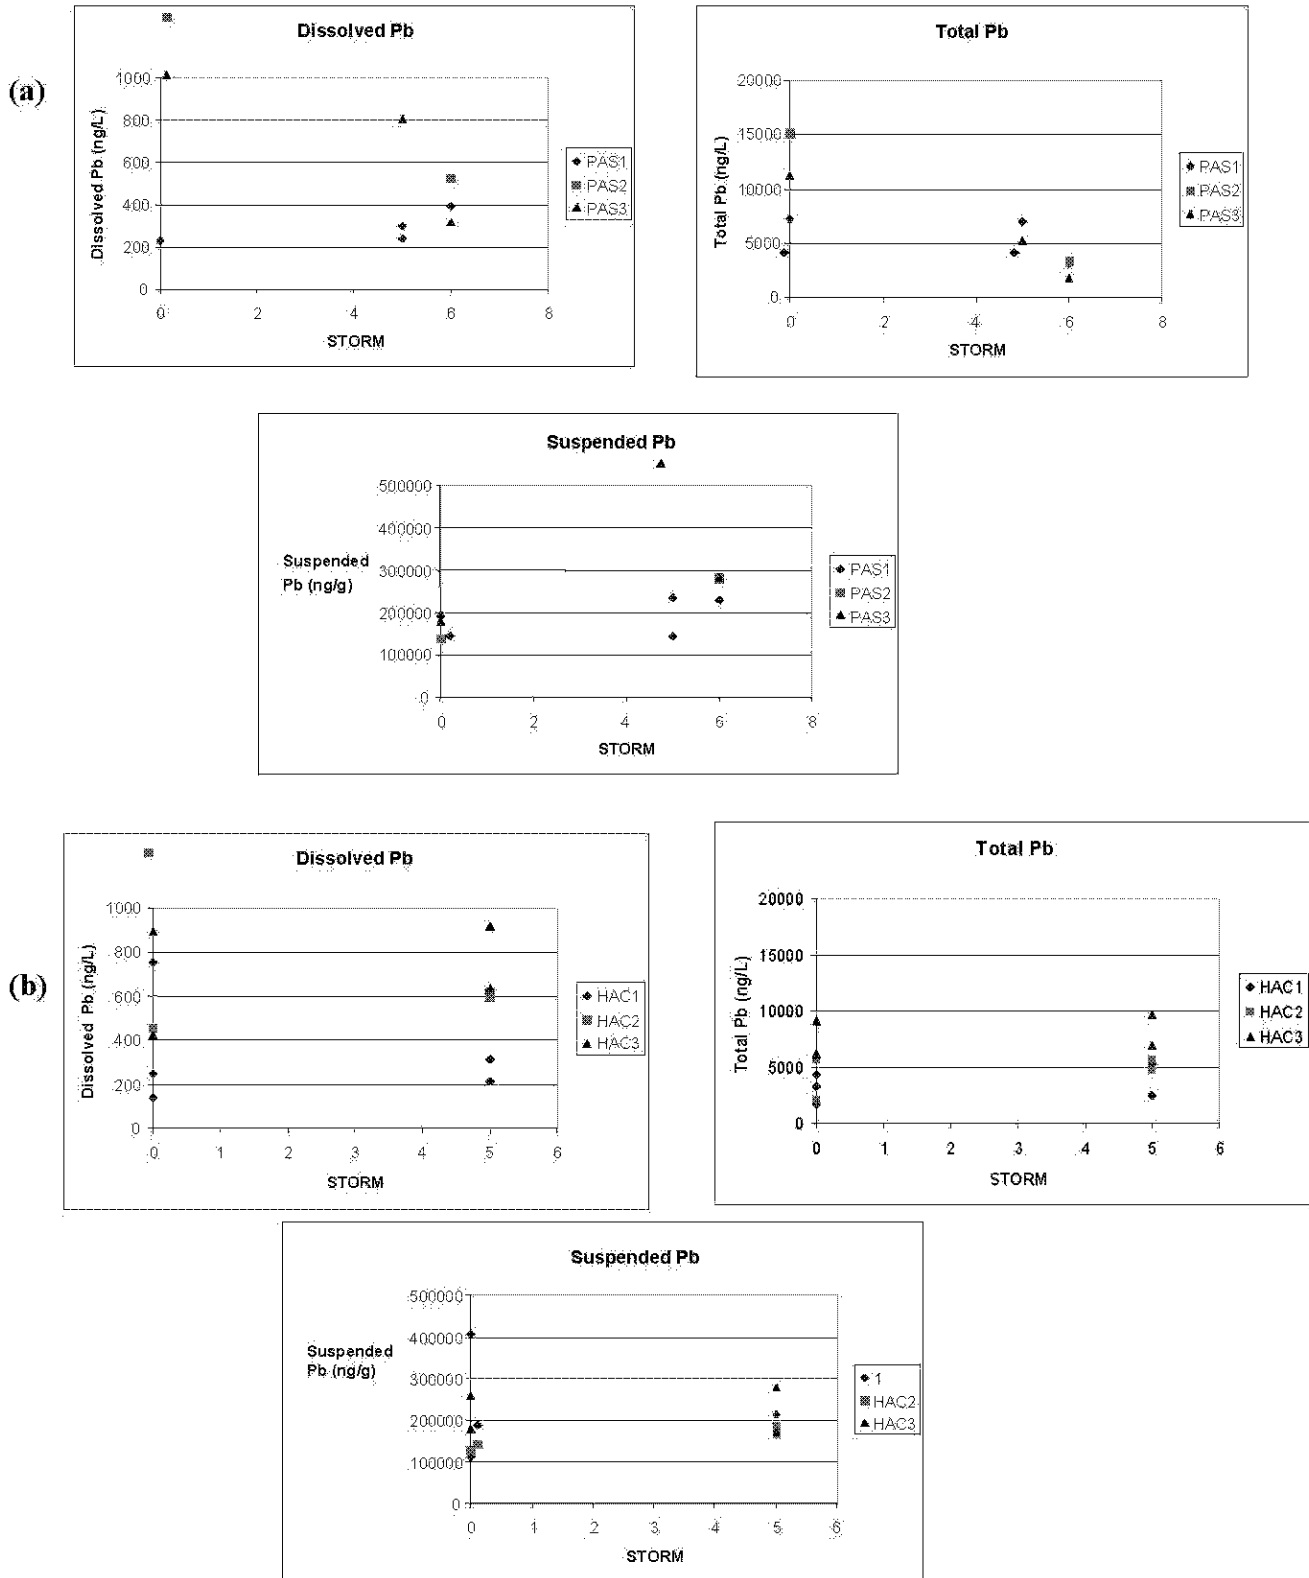 (a)
Dissolved Pb
Dissolved Pb (ng/L)
1000
800
600
400
200
0
0 2 4 6 8
STORM
PAS1
PAS2
PAS3
Total Pb
Total Pb (ng/L)
20000
15000
10000
5000
0
0 2 4 6 8
STORM
PAS1
PAS2
PAS3
Suspended Pb
Suspended
Pb (ng/g)
500000
400000
300000
200000
100000
0
0 2 4 6 8
STORM
PAS1
PAS2
PAS3
(b)
Dissolved Pb
Dissolved Pb (ng/L)
1000
800
600
400
200
0
0 1 2 3 4 5 6
STORM
HAC1
HAC2
HAC3
Total Pb
Total Pb (ng/L)
20000
15000
10000
5000
0
0 1 2 3 4 5 6
STORM
HAC1
HAC2
HAC3
Suspended Pb
Suspended
Pb (ng/g)
500000
400000
300000
200000
100000
0
0 1 2 3 4 5 6
STORM
1
HAC2
HAC3